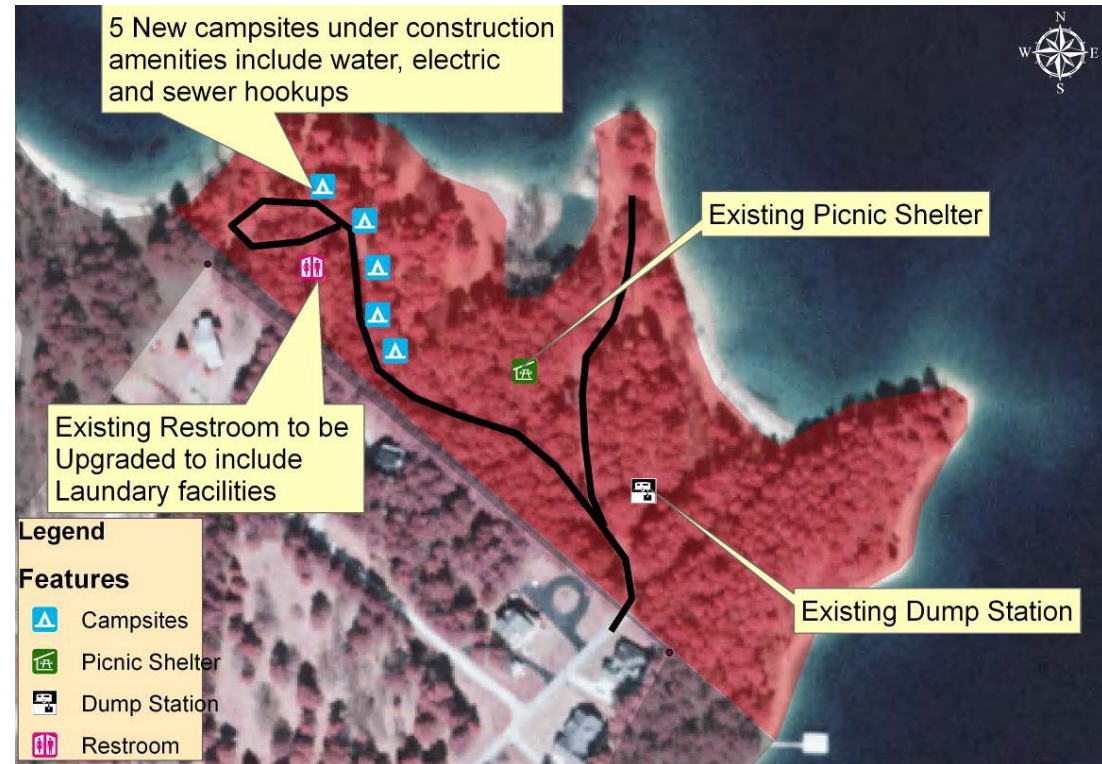 5 New campsites under construction
amenities include water, electric
and sewer hookups
N
W
E
S
Existing Picnic Shelter
Existing Restroom to be
Upgraded to include
Laundary facilities
Existing Dump Station
Legend
Features
Campsites
Picnic Shelter
Dump Station
Restroom